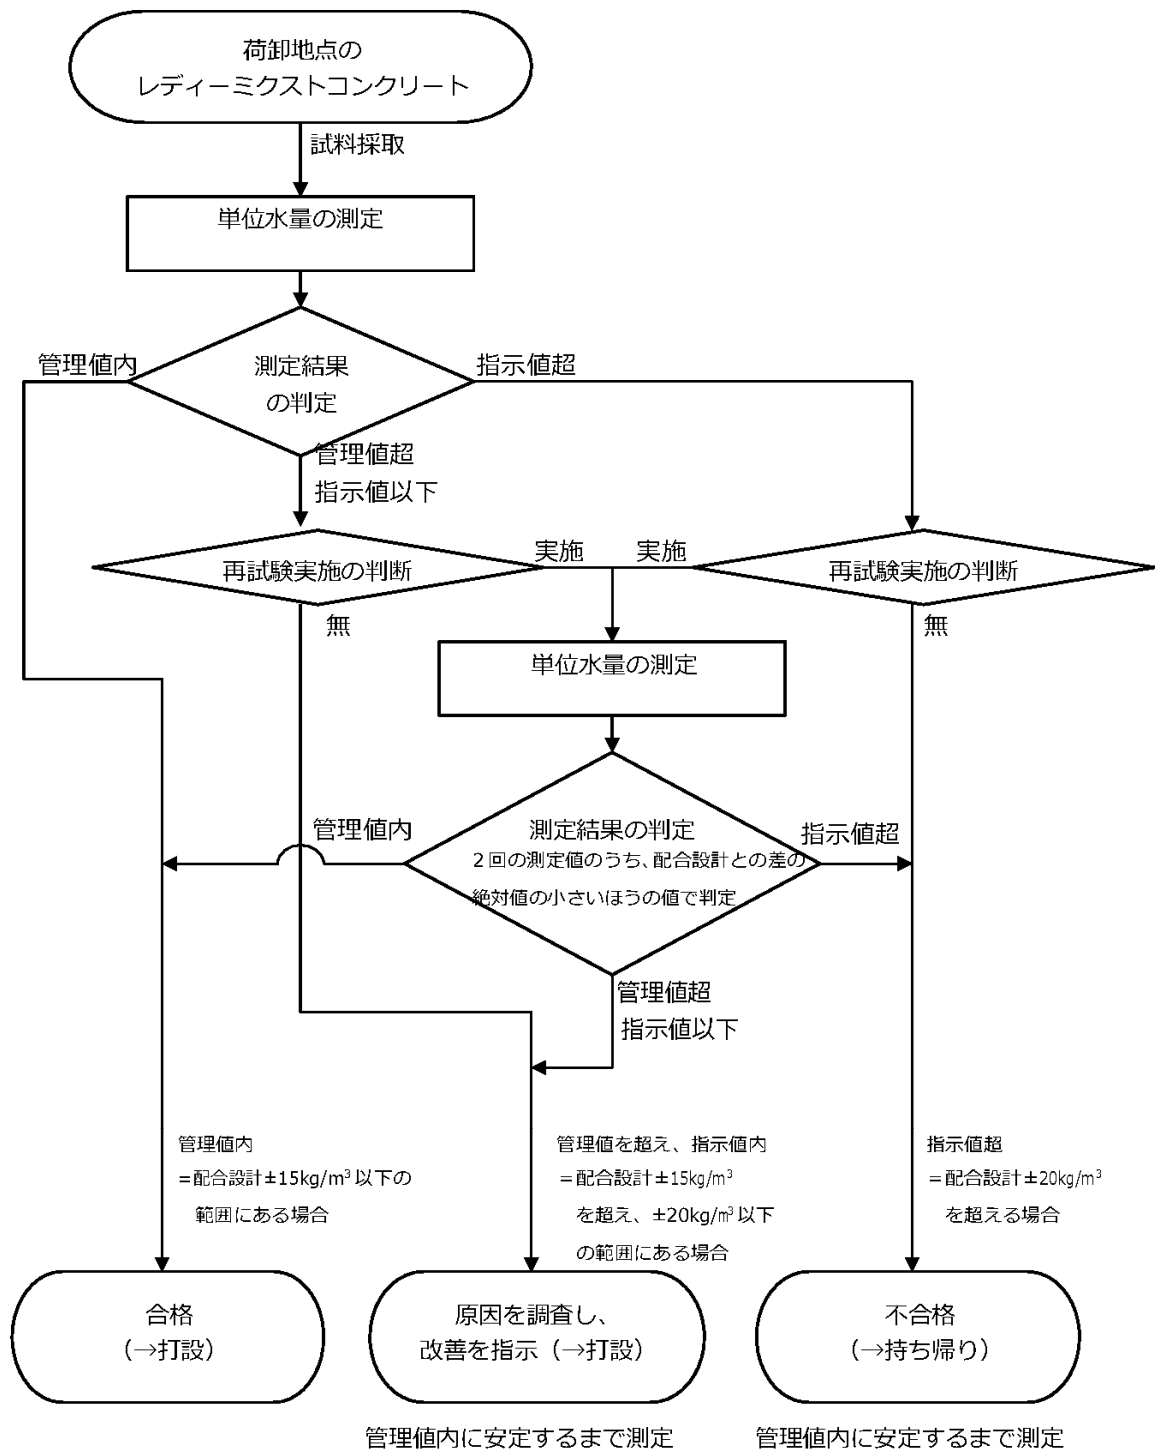 荷卸地点の
レディーミクストコンクリート
試料採取
単位水量の測定
管理値内
測定結果
の判定
指示値超
管理値超
指示値以下
再試験実施の判断
実施
実施
再試験実施の判断
無
無
単位水量の測定
管理値内
測定結果の判定
2回の測定値のうち、配合設計との差の
絶対値の小さいほうの値で判定
指示値超
管理値超
指示値以下
管理値内
=配合設計±15kg/m³以下の
範囲にある場合
管理値を超え、指示値内
=配合設計±15kg/m³
を超え、±20kg/m³以下
の範囲にある場合
指示値超
=配合設計±20kg/m³
を超える場合
合格
(→打設)
原因を調査し、
改善を指示(→打設)
不合格
(→持ち帰り)
管理値内に安定するまで測定
管理値内に安定するまで測定